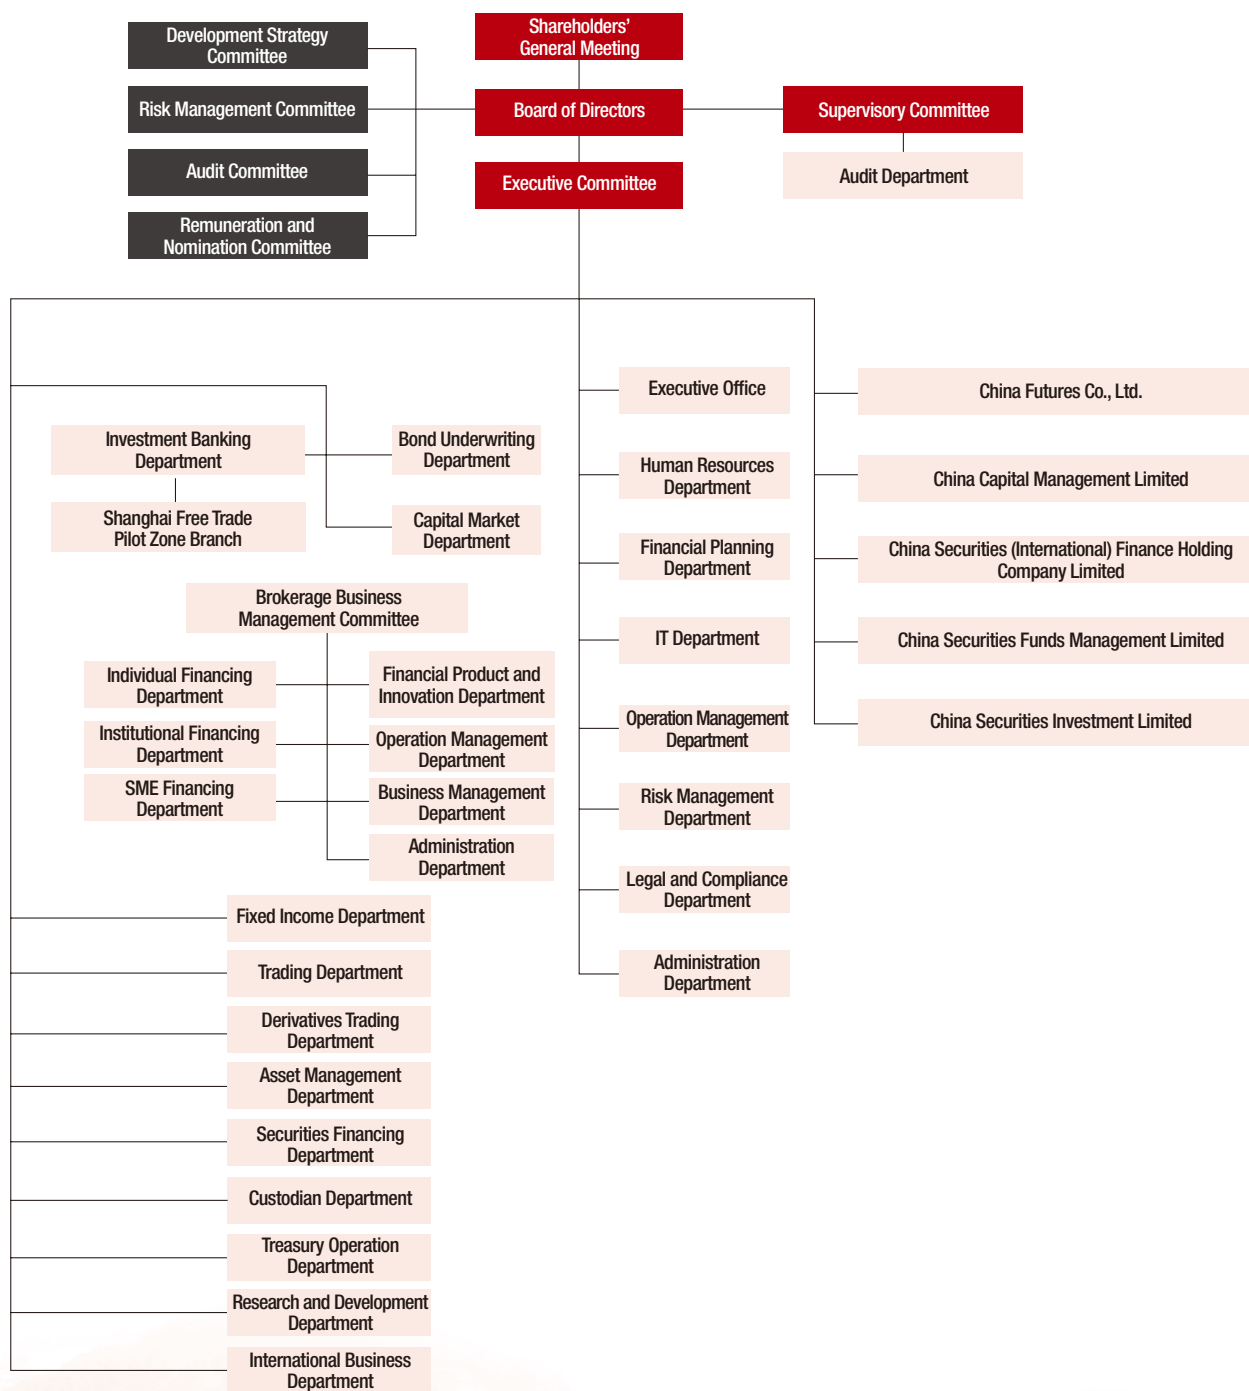 Development Strategy
Committee
Risk Management Committee
Audit Committee
Remuneration and
Nomination Committee
Shareholders’
General Meeting
Board of Directors
Executive Committee
Supervisory Committee
Audit Department
Investment Banking
Department
Shanghai Free Trade
Pilot Zone Branch
Bond Underwriting
Department
Capital Market
Department
Brokerage Business
Management Committee
Individual Financing
Department
Institutional Financing
Department
SME Financing
Department
Financial Product and
Innovation Department
Operation Management
Department
Business Management
Department
Administration
Department
Fixed Income Department
Trading Department
Derivatives Trading
Department
Asset Management
Department
Securities Financing
Department
Custodian Department
Treasury Operation
Department
Research and Development
Department
International Business
Department
Executive Office
Human Resources
Department
Financial Planning
Department
IT Department
Operation Management
Department
Risk Management
Department
Legal and Compliance
Department
Administration
Department
China Futures Co., Ltd.
China Capital Management Limited
China Securities (International) Finance Holding
Company Limited
China Securities Funds Management Limited
China Securities Investment Limited